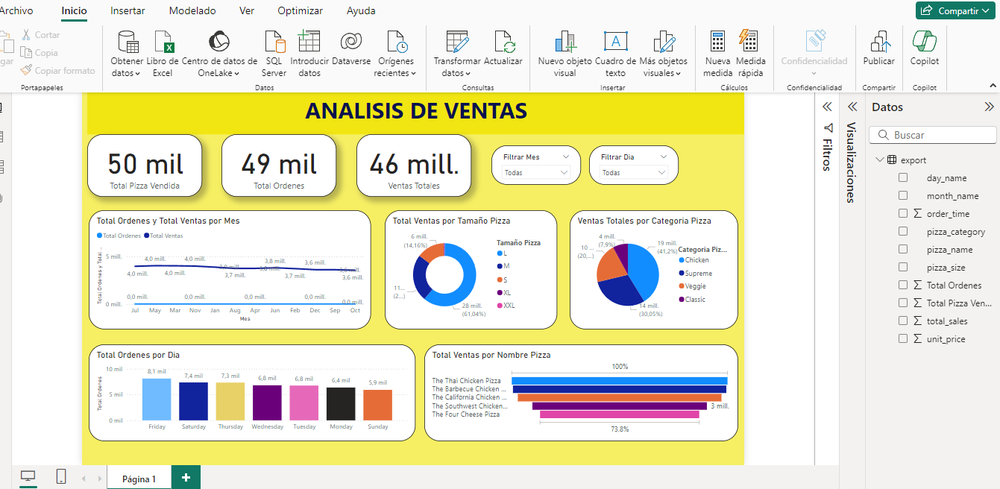 Archivo Inicio Insertar Modelado Ver Optimizar Ayuda Compartir
Cortar
Copia
Copiar formato
Portapapeles
Obtener datos
Libro de Excel
Centro de datos de OneLake
SQL Server
Introducir datos
Dataverse
Orígenes recientes
Datos
Transformar datos
Actualizar
Consultas
Nuevo objeto visual
Cuadro de texto
Más objetos visuales
Insertar
Nueva medida
Medida rápida
Cálculos
Confidencialidad
Confidencialidad
Publicar
Compartir
Copilot
Copilot
ANALISIS DE VENTAS
50 mil
Total Pizza Vendida
49 mil
Total Ordenes
46 mill.
Ventas Totales
Filtrar Mes
Todas
Filtrar Dia
Todas
Total Ordenes y Total Ventas por Mes
Total Ordenes Total Ventas
Total Ordenes y Total...
5 mill.
0 mill.
4,0 mill. 4,0 mill. 3,8 mill. 3,6 mill.
4,0 mill. 4,0 mill. 3,7 mill. 3,7 mill. 3,6 mill.
0,0 mill. 0,0 mill. 0,0 mill. 0,0 mill. 0,0 mill.
Jul May Mar Nov Jan Aug Apr Jun Feb Dec Sep Oct
Mes
Total Ventas por Tamaño Pizza
6 mill.
(14,16%)
11...
(2...)
28 mill.
(61,04%)
Tamaño Pizza
L
M
S
XL
XXL
Ventas Totales por Categoria Pizza
4 mill.
(7,9%)
10 ...
(20,...)
19 mill.
(41,2%)
14 mill.
(30,05%)
Categoria Piz...
Chicken
Supreme
Veggie
Classic
Total Ordenes por Dia
Total Ordenes
10 mil
5 mil
0 mil
8,1 mil 7,4 mil 7,3 mil 6,8 mil 6,8 mil 6,4 mil 5,9 mil
Friday Saturday Thursday Wednesday Tuesday Monday Sunday
Total Ventas por Nombre Pizza
100%
The Thai Chicken Pizza
The Barbecue Chicken ...
The California Chicken ...
The Southwest Chicken...
The Four Cheese Pizza
3 mill.
73,8%
Filtros
Visualizaciones
Datos
Buscar
export
day_name
month_name
order_time
pizza_category
pizza_name
pizza_size
Total Ordenes
Total Pizza Ven...
total_sales
unit_price
Página 1